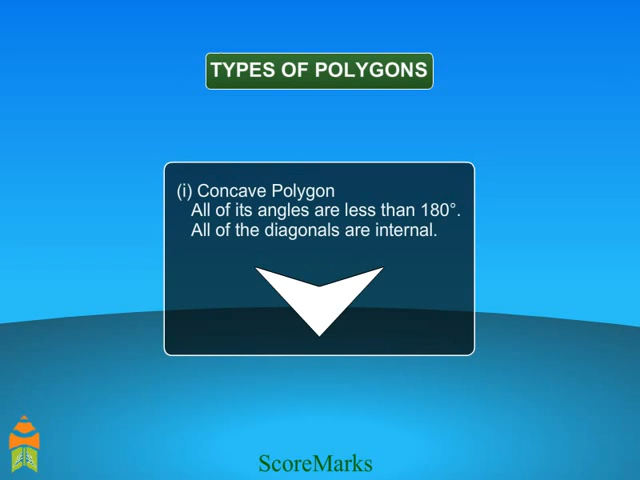 TYPES OF POLYGONS
(i) Concave Polygon
All of its angles are less than 180°.
All of the diagonals are internal.
ScoreMarks